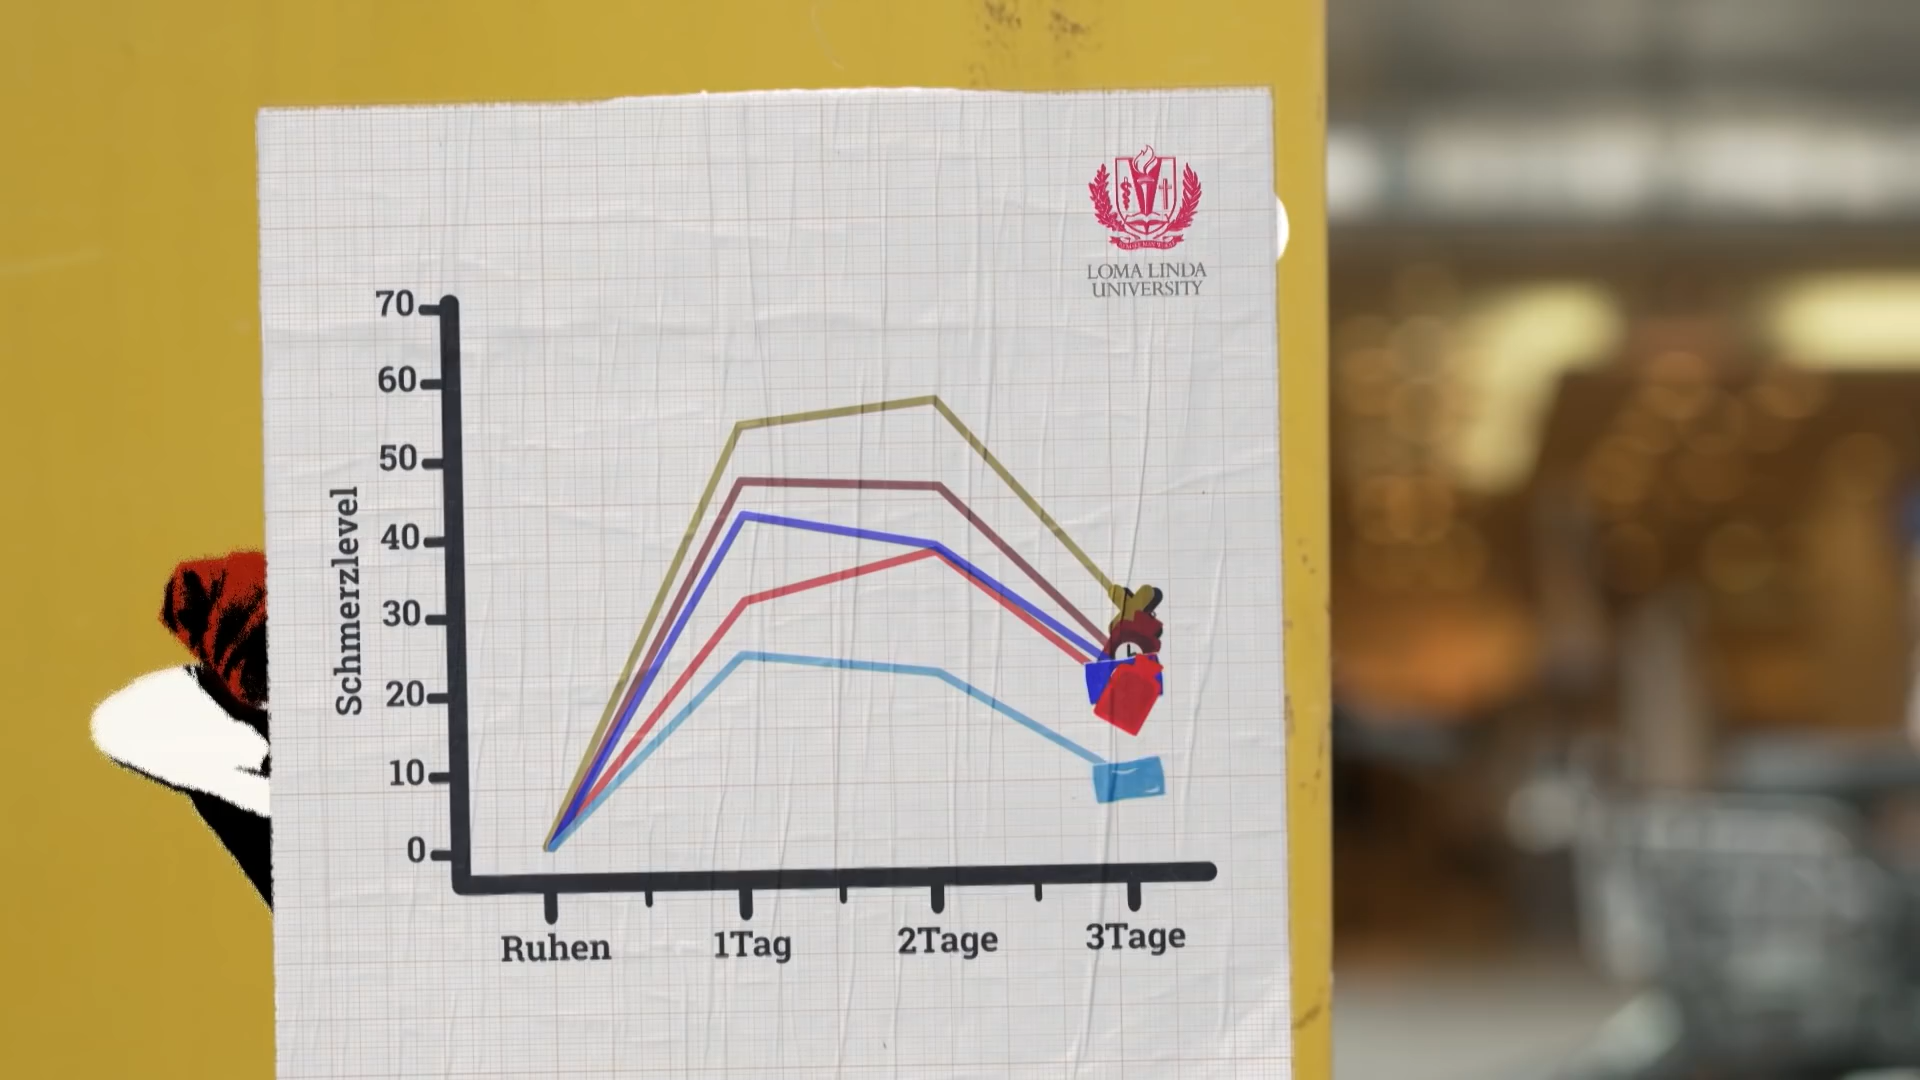 LOMA LINDA
UNIVERSITY
70
60
50
40
30
20
10
0
Schmerzlevel
Ruhen
1Tag
2Tage
3Tage